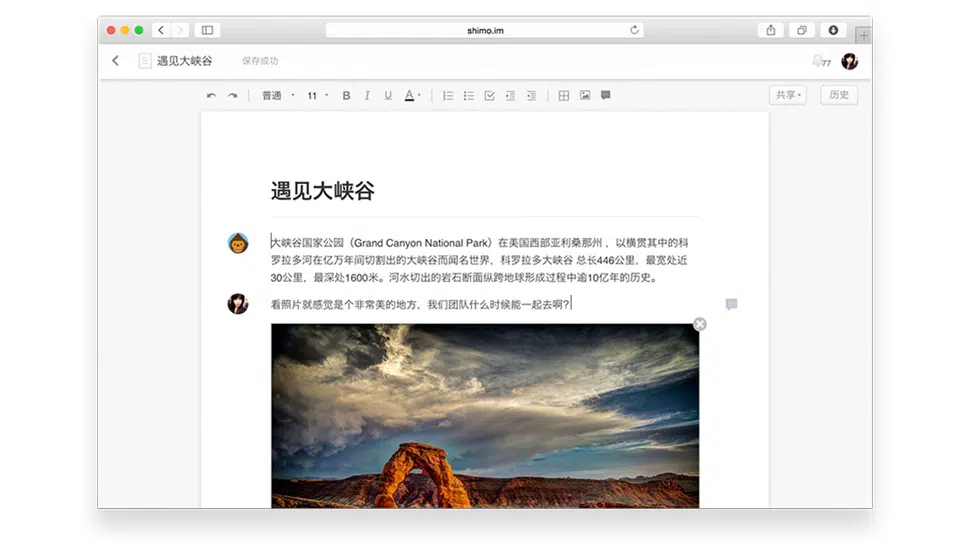 shimo.im
遇见大峡谷 保存成功 77
普通 11 B I U A 共享 历史
遇见大峡谷
大峡谷国家公园（Grand Canyon National Park）在美国西部亚利桑那州 ，以横贯其中的科
罗拉多河在亿万年间切割出的大峡谷而闻名世界，科罗拉多大峡谷 总长446公里，最宽处近
30公里，最深处1600米。河水切出的岩石断面纵跨地球形成过程中逾10亿年的历史。
看照片就感觉是个非常美的地方，我们团队什么时候能一起去啊?